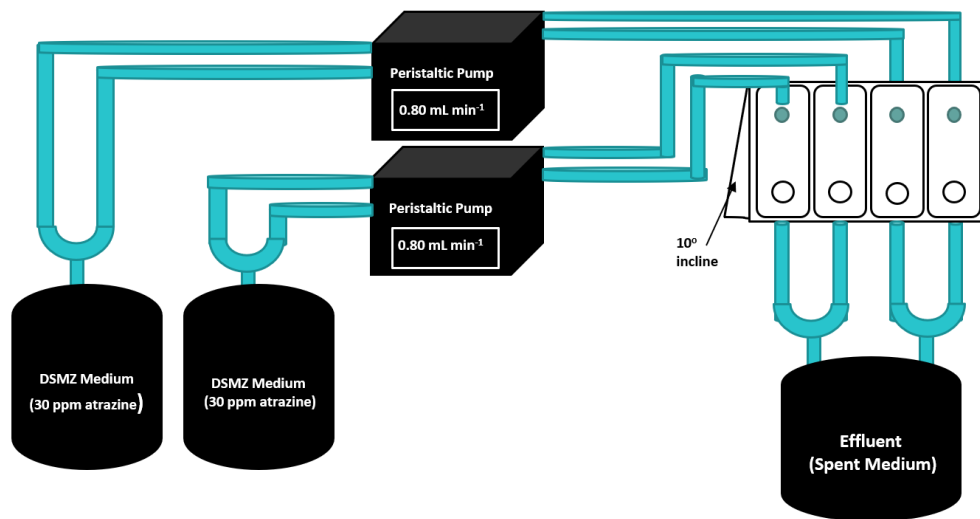 Peristaltic Pump
0.80 mL min⁻¹
Peristaltic Pump
0.80 mL min⁻¹
10º
incline
DSMZ Medium
(30 ppm atrazine)
DSMZ Medium
(30 ppm atrazine)
Effluent
(Spent Medium)